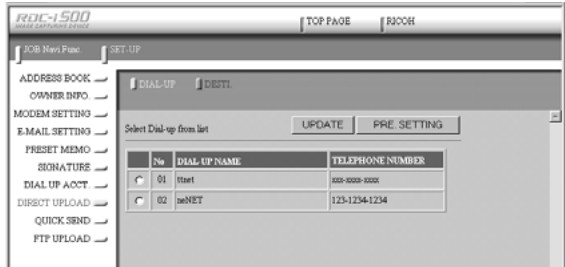 RDC-i500
IMAGE CAPTURING DEVICE
TOP PAGE RICOH
JOB Navi Func. SET-UP
ADDRESS BOOK
OWNER INFO.
MODEM SETTING
E-MAIL SETTING
PRESET MEMO
SIGNATURE
DIAL UP ACCT.
DIRECT UPLOAD
QUICK SEND
FTP UPLOAD
DIAL-UP DESTI.
Select Dial-up from list UPDATE PRE. SETTING
No DIAL UP NAME TELEPHONE NUMBER
01 ttnet xxx-xxxx-xxxx
02 neNET 123-1234-1234